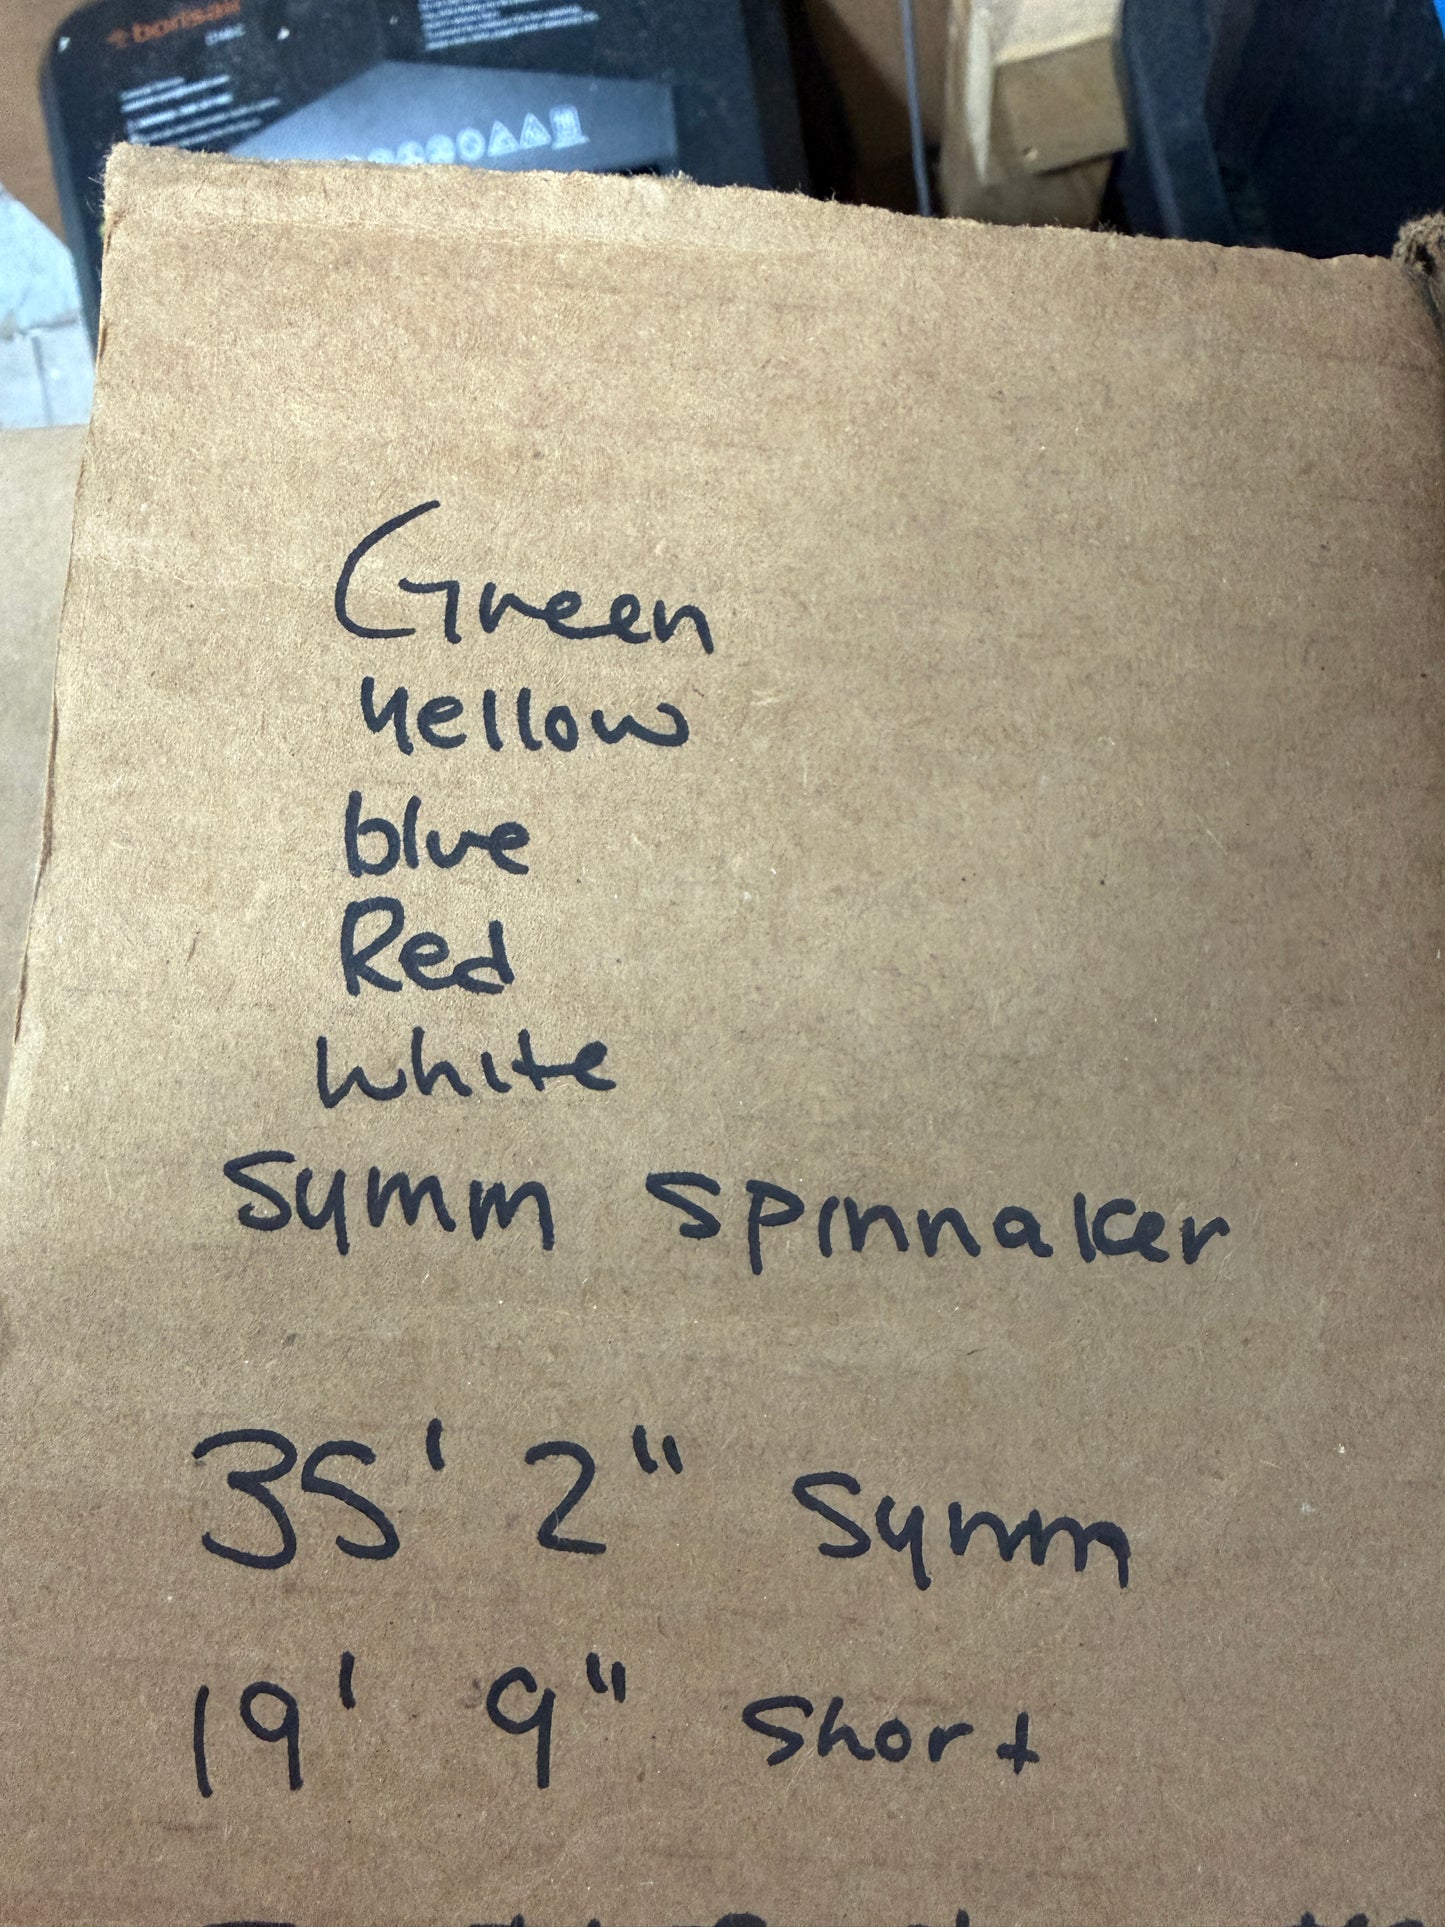 Green
yellow
blue
Red
white
Symm Spinnaker
35' 2" Symm
19' 9" Short